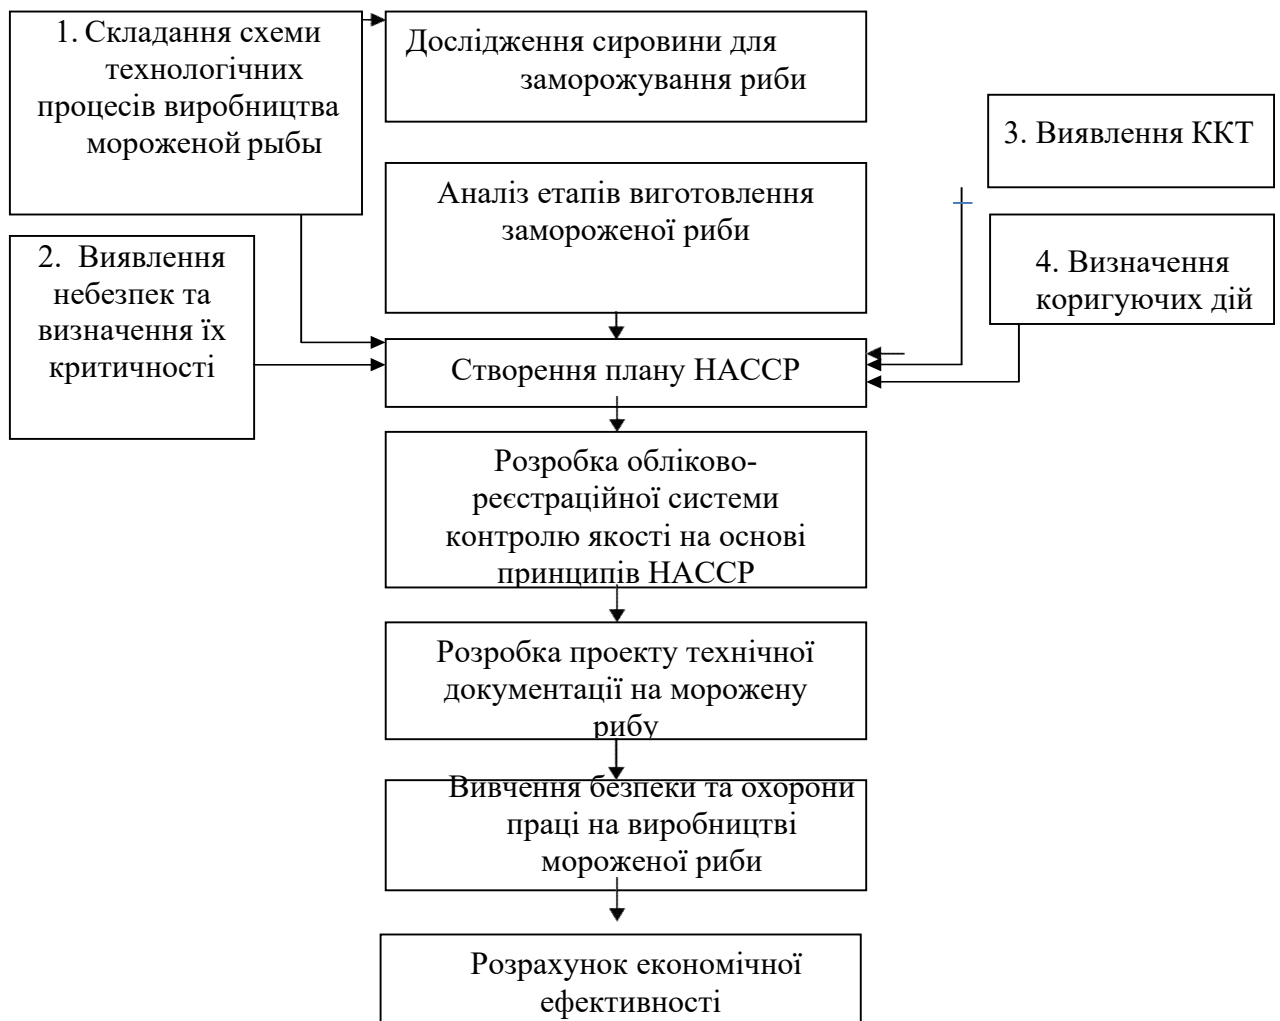 1. Складання схеми
технологічних
процесів виробництва
мороженой рыбы
Дослідження сировини для
заморожування риби
3. Виявлення ККТ
Аналіз етапів виготовлення
замороженої риби
2. Виявлення
небезпек та
визначення їх
критичності
4. Визначення
коригуючих дій
Створення плану НАССР
Розробка обліково-
реєстраційної системи
контролю якості на основі
принципів НАССР
Розробка проекту технічної
документації на морожену
рибу
Вивчення безпеки та охорони
праці на виробництві
мороженої риби
Розрахунок економічної
ефективності